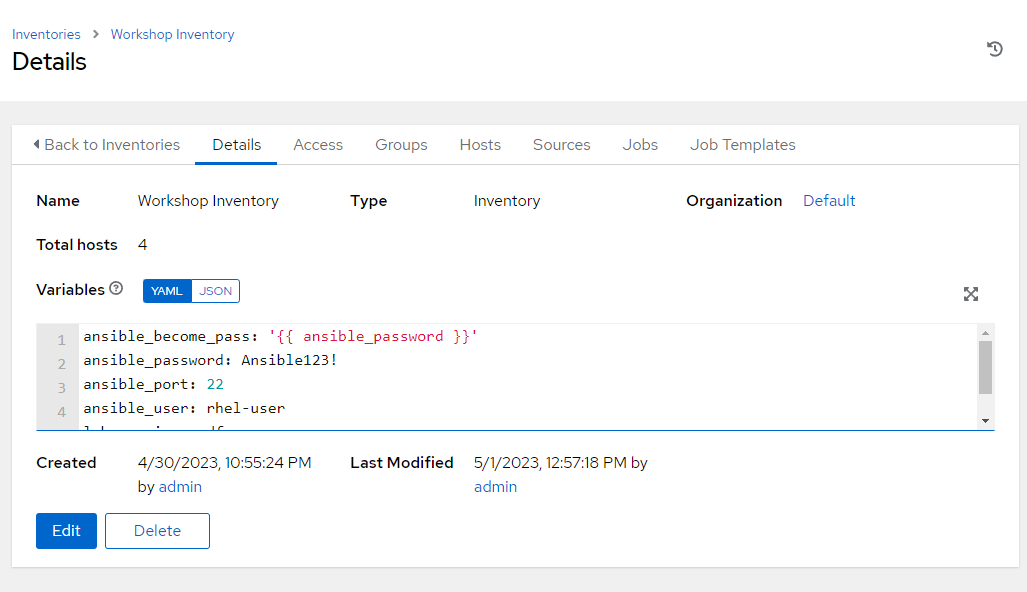 Inventories > Workshop Inventory
Details
Back to Inventories Details Access Groups Hosts Sources Jobs Job Templates
Name Workshop Inventory Type Inventory Organization Default
Total hosts 4
Variables YAML JSON
1 ansible_become_pass: '{{ ansible_password }}'
2 ansible_password: Ansible123!
3 ansible_port: 22
4 ansible_user: rhel-user
Created 4/30/2023, 10:55:24 PM by admin Last Modified 5/1/2023, 12:57:18 PM by admin
Edit Delete